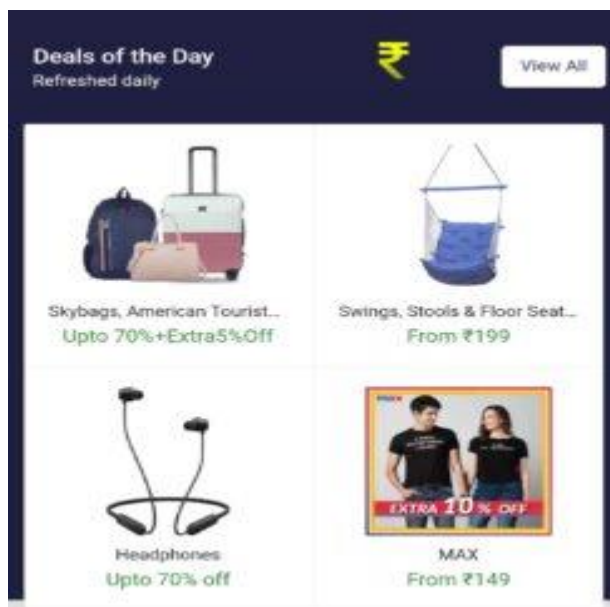 Deals of the Day
₹
View All
Refreshed daily
Skybags, American Tourist...
Upto 70%+Extra5%Off
Swings, Stools & Floor Seat...
From ₹199
Headphones
Upto 70% off
max
EXTRA 10 % OFF
MAX
From ₹149